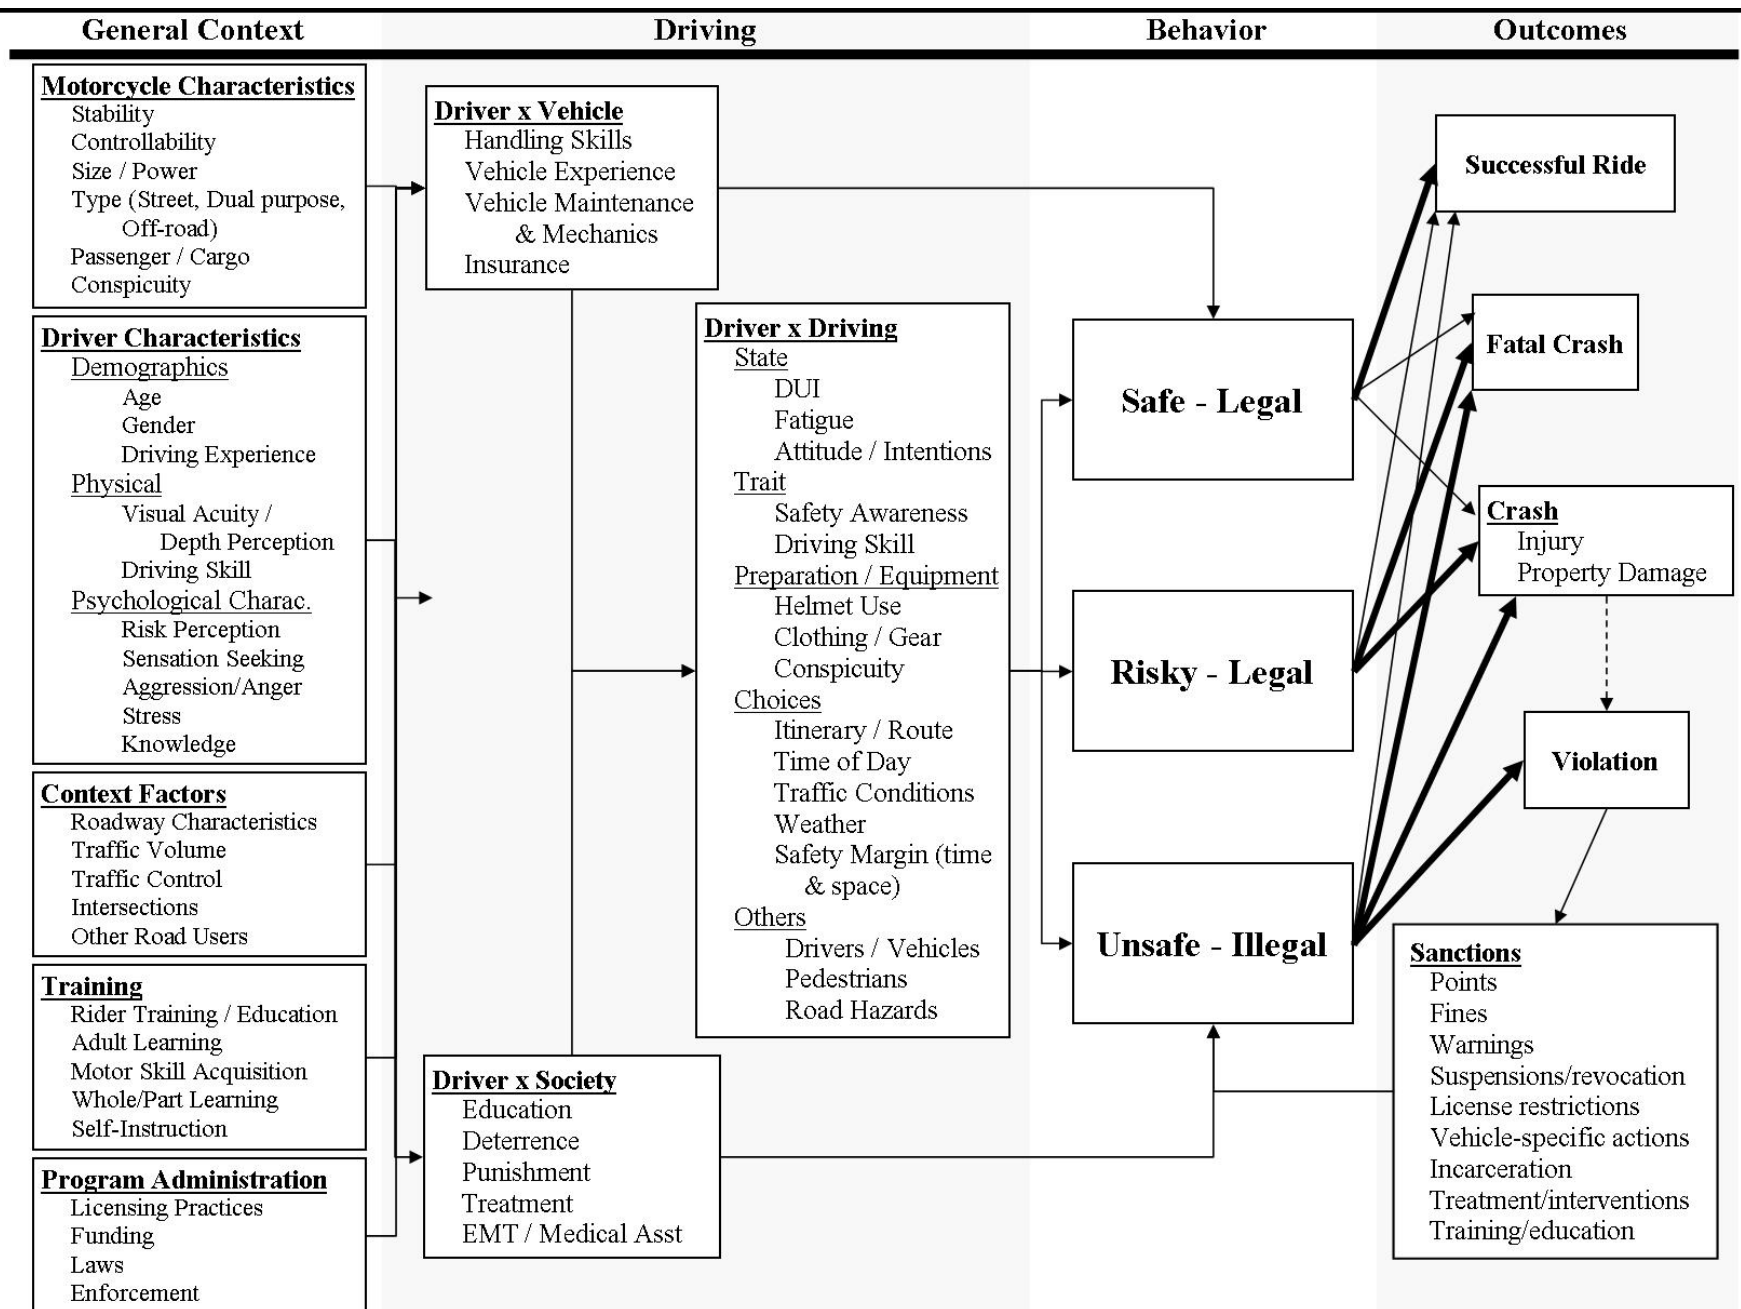 General Context
Driving
Behavior
Outcomes
Motorcycle Characteristics
Stability
Controllability
Size / Power
Type (Street, Dual purpose,
Off-road)
Passenger / Cargo
Conspicuity
Driver Characteristics
Demographics
Age
Gender
Driving Experience
Physical
Visual Acuity /
Depth Perception
Driving Skill
Psychological Charac.
Risk Perception
Sensation Seeking
Aggression/Anger
Stress
Knowledge
Context Factors
Roadway Characteristics
Traffic Volume
Traffic Control
Intersections
Other Road Users
Training
Rider Training / Education
Adult Learning
Motor Skill Acquisition
Whole/Part Learning
Self-Instruction
Program Administration
Licensing Practices
Funding
Laws
Enforcement
Driver x Vehicle
Handling Skills
Vehicle Experience
Vehicle Maintenance
& Mechanics
Insurance
Driver x Driving
State
DUI
Fatigue
Attitude / Intentions
Trait
Safety Awareness
Driving Skill
Preparation / Equipment
Helmet Use
Clothing / Gear
Conspicuity
Choices
Itinerary / Route
Time of Day
Traffic Conditions
Weather
Safety Margin (time
& space)
Others
Drivers / Vehicles
Pedestrians
Road Hazards
Driver x Society
Education
Deterrence
Punishment
Treatment
EMT / Medical Asst
Safe - Legal
Risky - Legal
Unsafe - Illegal
Successful Ride
Fatal Crash
Crash
Injury
Property Damage
Violation
Sanctions
Points
Fines
Warnings
Suspensions/revocation
License restrictions
Vehicle-specific actions
Incarceration
Treatment/interventions
Training/education